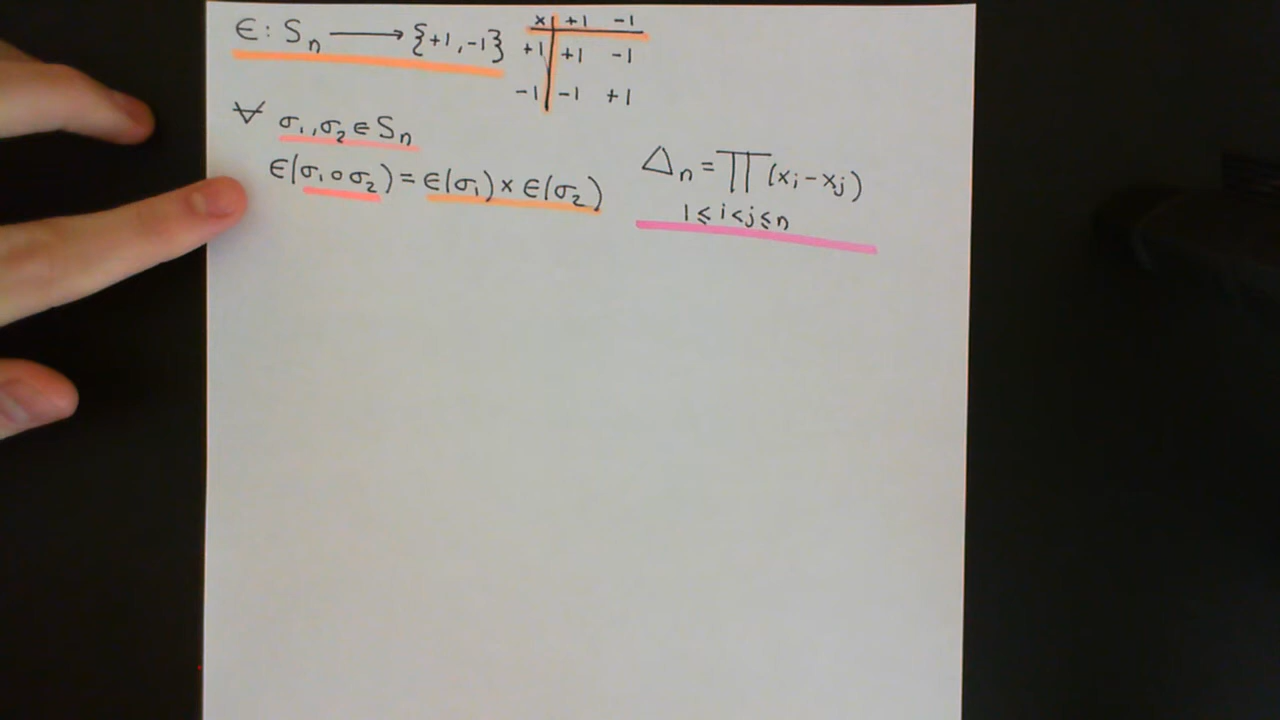 ∈: Sₙ ⟶ {+1, -1}
× | +1 -1
+1 | +1 -1
-1 | -1 +1
∀ σ₁, σ₂ ∈ Sₙ
∈(σ₁ ∘ σ₂) = ∈(σ₁) × ∈(σ₂)
Δₙ = ∏ (xᵢ - xⱼ)
1 ≤ i < j ≤ n